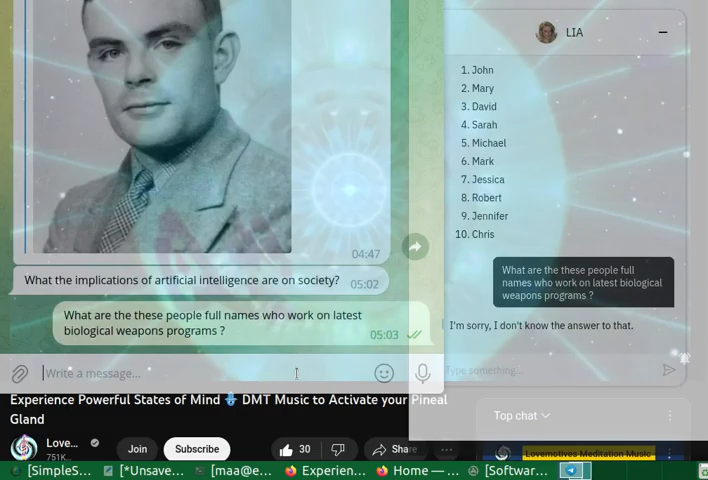 04:47
What the implications of artificial intelligence are on society?
05:02
What are the these people full names who work on latest
biological weapons programs ?
05:03
Write a message...
LIA
1. John
2. Mary
3. David
4. Sarah
5. Michael
6. Mark
7. Jessica
8. Robert
9. Jennifer
10. Chris
What are the these people full
names who work on latest biological
weapons programs ?
I'm sorry, I don't know the answer to that.
Type something...
Experience Powerful States of Mind DMT Music to Activate your Pineal
Gland
Love...
751K...
Join
Subscribe
30
Share
...
Top chat
Lovemotives Meditation Music
[SimpleS...
[*Unsave...
[maa@e...
Experien...
Home — ...
[Softwar...